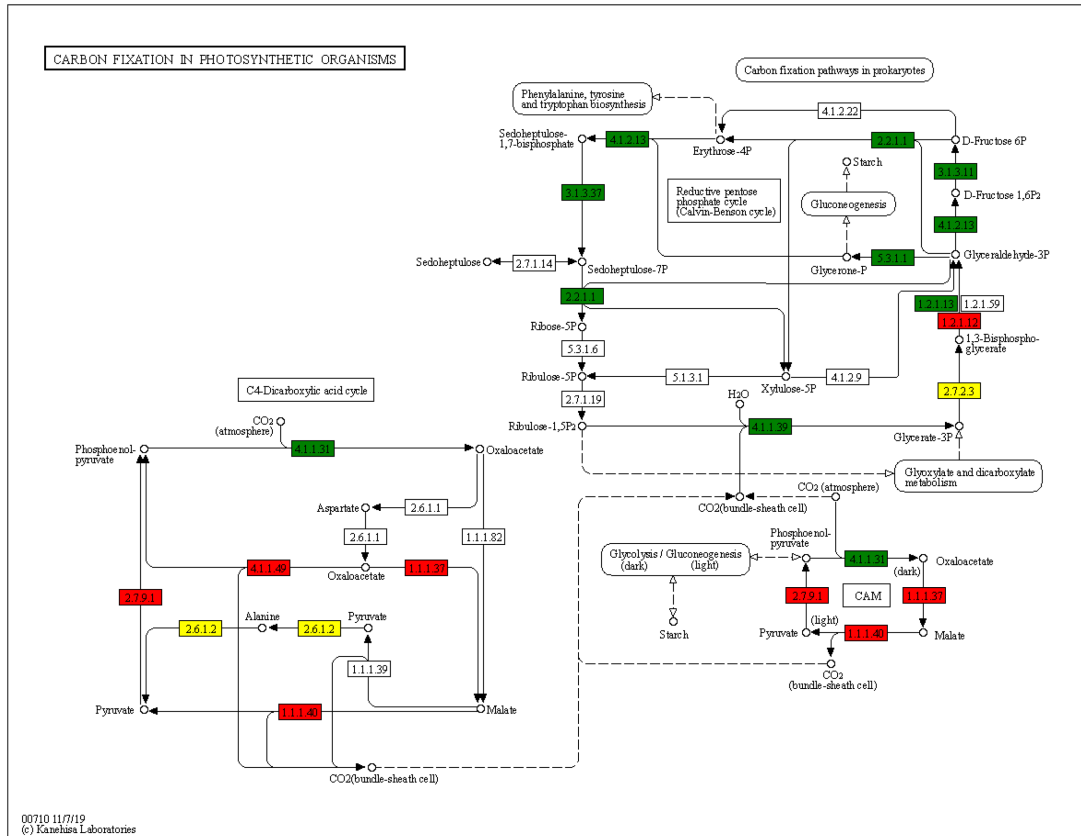 CARBON FIXATION IN PHOTOSYNTHETIC ORGANISMS
Carbon fixation pathways in prokaryotes
Phenylalanine, tyrosine
and tryptophan biosynthesis
4.1.2.22
Sedoheptulose-
1,7-bisphosphate
4.1.2.13
Erythrose-4P
2.2.1.1
D-Fructose 6P
Starch
3.1.3.11
3.1.3.37
Reductive pentose
phosphate cycle
(Calvin-Benson cycle)
Gluconeogenesis
D-Fructose 1,6P2
4.1.2.13
Sedoheptulose
2.7.1.14
Sedoheptulose-7P
Glycerone-P
5.3.1.1
Glyceraldehyde-3P
2.2.1.1
1.2.1.13
1.2.1.59
1.2.1.12
Ribose-5P
1,3-Bisphospho-
glycerate
5.3.1.6
Ribulose-5P
5.1.3.1
Xylulose-5P
4.1.2.9
C4-Dicarboxylic acid cycle
2.7.1.19
H2O
2.7.2.3
CO2
(atmosphere)
Ribulose-1,5P2
4.1.1.39
Glycerate-3P
Phosphoenol-
pyruvate
4.1.1.31
Oxaloacetate
Glyoxylate and dicarboxylate
metabolism
CO2 (atmosphere)
CO2(bundle-sheath cell)
Aspartate
2.6.1.1
2.6.1.1
1.1.1.82
Phosphoenol-
pyruvate
Glycolysis / Gluconeogenesis
(dark) (light)
4.1.1.31
(dark)
Oxaloacetate
4.1.1.49
Oxaloacetate
1.1.1.37
2.7.9.1
2.7.9.1
CAM
1.1.1.37
Alanine
Pyruvate
2.6.1.2
2.6.1.2
Starch
(light)
Pyruvate
1.1.1.40
Malate
1.1.1.39
CO2
(bundle-sheath cell)
Pyruvate
1.1.1.40
Malate
CO2(bundle-sheath cell)
00710 11/7/19
(c) Kanehisa Laboratories